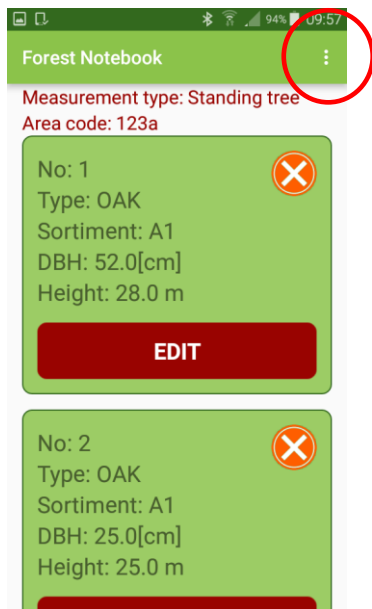 94% 09:57
Forest Notebook
Measurement type: Standing tree
Area code: 123a
No: 1
Type: OAK
Sortiment: A1
DBH: 52.0[cm]
Height: 28.0 m
EDIT
No: 2
Type: OAK
Sortiment: A1
DBH: 25.0[cm]
Height: 25.0 m